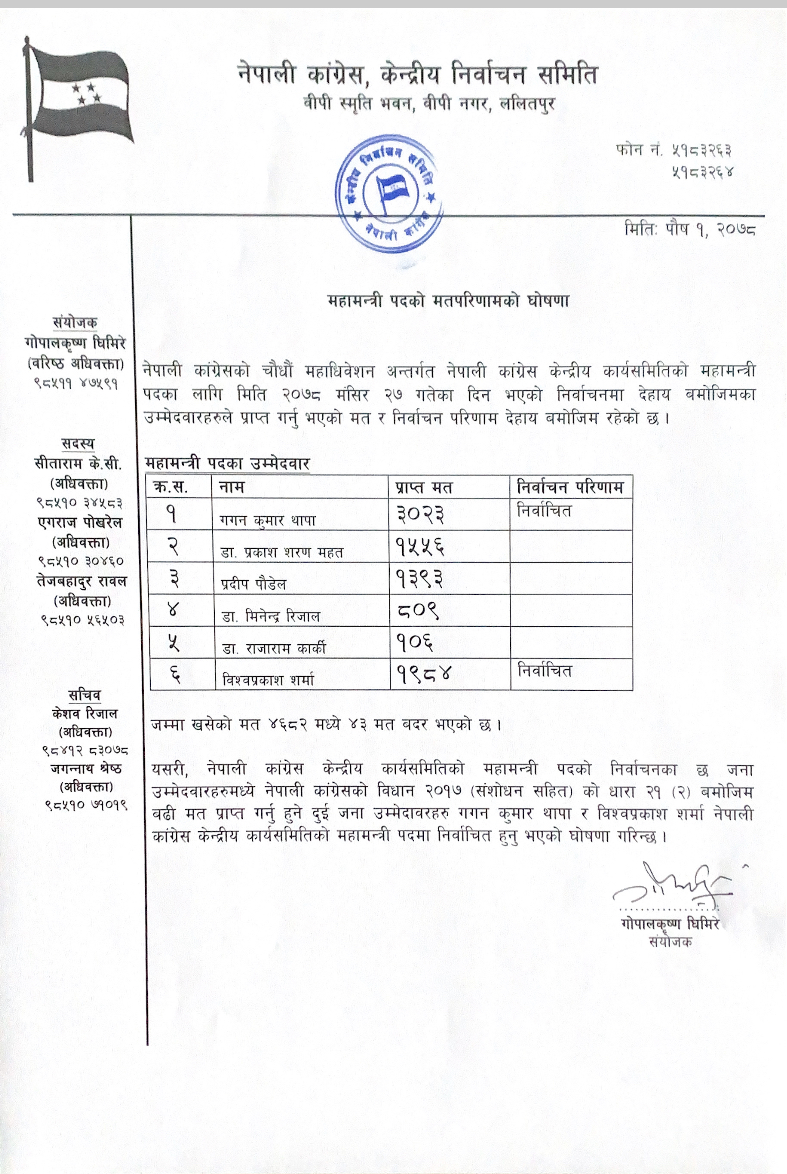 नेपाली कांग्रेस, केन्द्रीय निर्वाचन समिति
वीपी स्मृति भवन, वीपी नगर, ललितपुर
फोन नं. ५१८३२६३
५१८३२६४
केन्द्रीय निर्वाचन समिति
नेपाली कांग्रेस
मितिः पौष १, २०७८
महामन्त्री पदको मतपरिणामको घोषणा
संयोजक
गोपालकृष्ण घिमिरे
(वरिष्ठ अधिवक्ता)
९८५११ ४७५९१
सदस्य
सीताराम के.सी.
(अधिवक्ता)
९८५१० ३४५८३
एगराज पोखरेल
(अधिवक्ता)
९८५१० ३०४६०
तेजबहादुर रावल
(अधिवक्ता)
९८५१० ५६५०३
सचिव
केशव रिजाल
(अधिवक्ता)
९८४१२ ८३०७८
जगन्नाथ श्रेष्ठ
(अधिवक्ता)
९८५१० ७१०१९
नेपाली कांग्रेसको चौधौं महाधिवेशन अन्तर्गत नेपाली कांग्रेस केन्द्रीय कार्यसमितिको महामन्त्री
पदका लागि मिति २०७८ मंसिर २७ गतेका दिन भएको निर्वाचनमा देहाय बमोजिमका
उम्मेदवारहरुले प्राप्त गर्नु भएको मत र निर्वाचन परिणाम देहाय बमोजिम रहेको छ ।
महामन्त्री पदका उम्मेदवार
क्र.स. नाम प्राप्त मत निर्वाचन परिणाम
१ गगन कुमार थापा ३०२३ निर्वाचित
२ डा. प्रकाश शरण महत १५५६
३ प्रदीप पौडेल १३९३
४ डा. मिनेन्द्र रिजाल ८०९
५ डा. राजाराम कार्की १०६
६ विश्वप्रकाश शर्मा १९८४ निर्वाचित
जम्मा खसेको मत ४६८२ मध्ये ४३ मत वदर भएको छ ।
यसरी, नेपाली कांग्रेस केन्द्रीय कार्यसमितिको महामन्त्री पदको निर्वाचनका छ जना
उम्मेदवारहरुमध्ये नेपाली कांग्रेसको विधान २०१७ (संशोधन सहित) को धारा २१ (२) बमोजिम
बढी मत प्राप्त गर्नु हुने दुई जना उम्मेदावरहरु गगन कुमार थापा र विश्वप्रकाश शर्मा नेपाली
कांग्रेस केन्द्रीय कार्यसमितिको महामन्त्री पदमा निर्वाचित हुनु भएको घोषणा गरिन्छ ।
गोपालकृष्ण घिमिरे
संयोजक